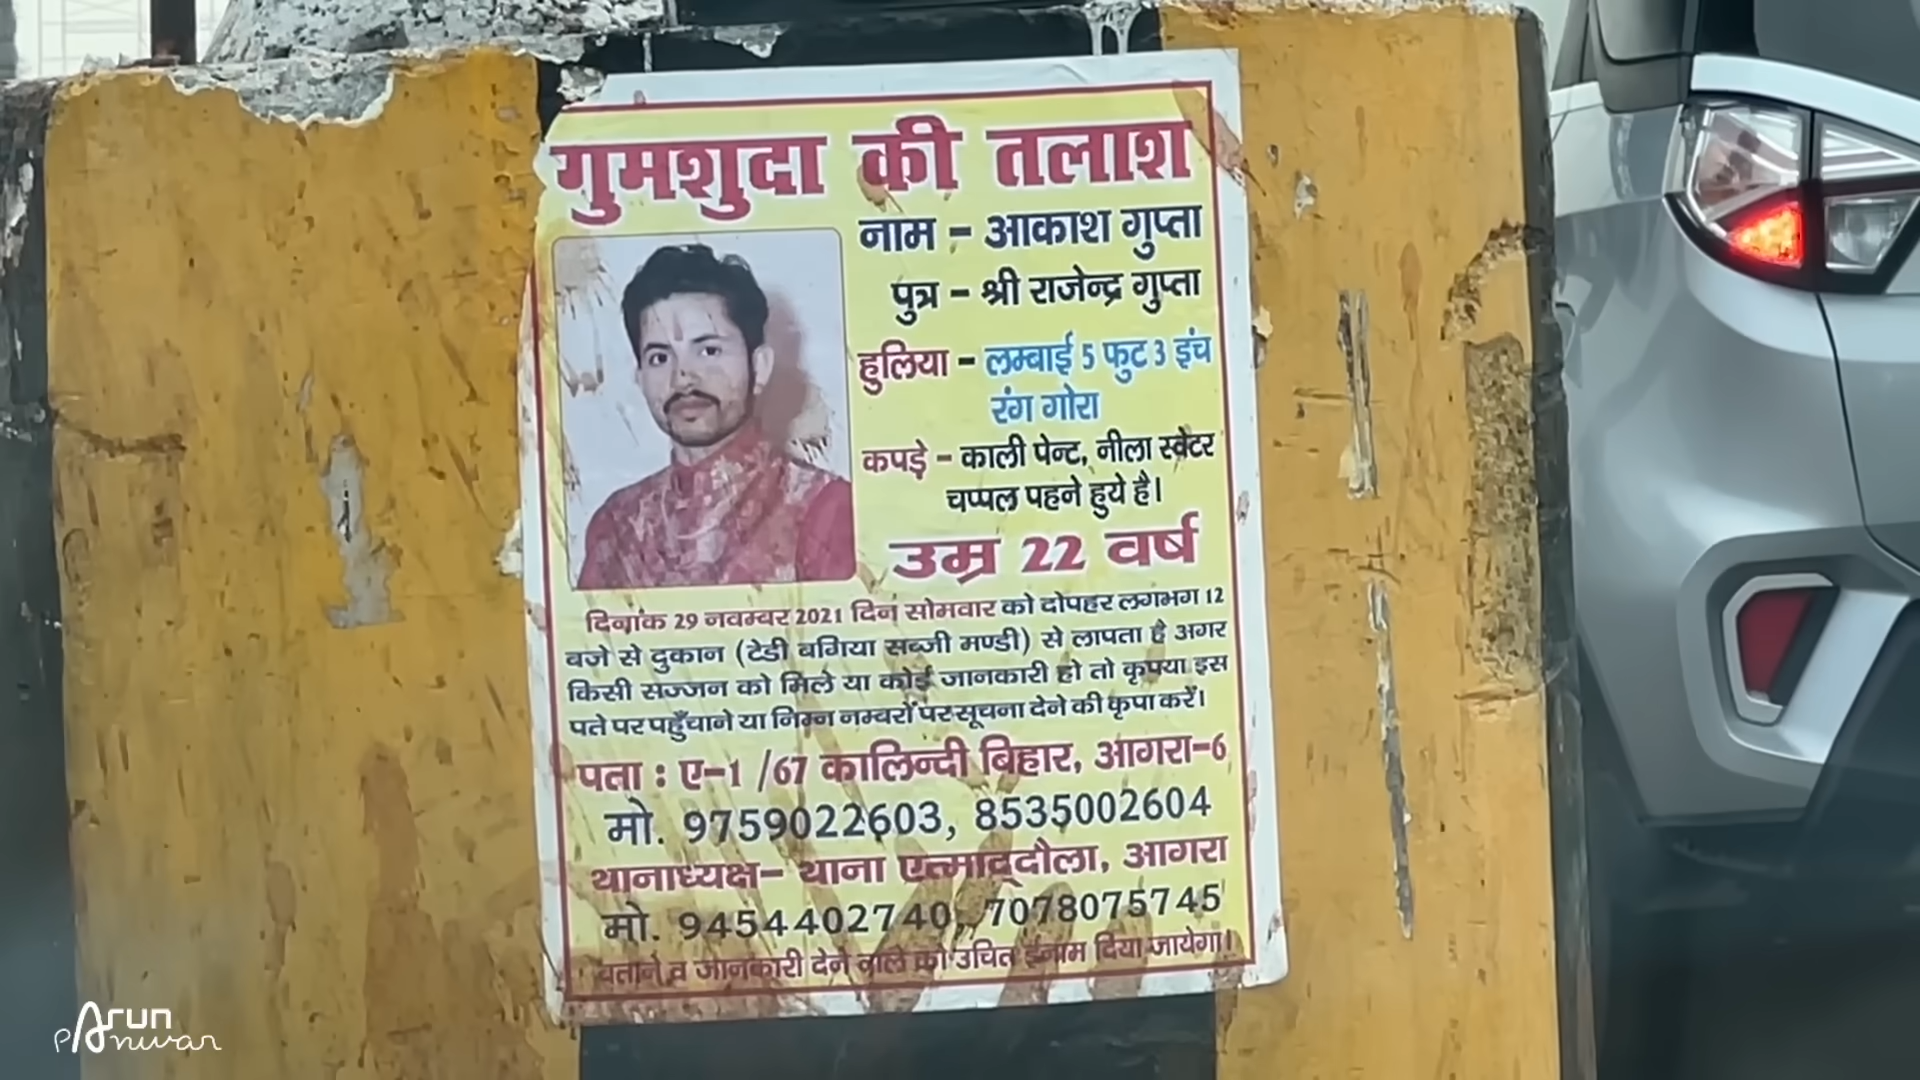 गुमशुदा की तलाश
नाम - आकाश गुप्ता
पुत्र - श्री राजेन्द्र गुप्ता
हुलिया - लम्बाई 5 फुट 3 इंच
रंग गोरा
कपड़े - काली पेन्ट, नीला स्वेटर
चप्पल पहने हुये है।
उम्र 22 वर्ष
दिनांक 29 नवम्बर 2021 दिन सोमवार को दोपहर लगभग 12
बजे से दुकान (टेडी बगिया सब्जी मण्डी) से लापता है अगर
किसी सज्जन को मिले या कोई जानकारी हो तो कृपया इस
पते पर पहुँचाने या निम्न नम्बरों पर सूचना देने की कृपा करें।
पता : ए-1 /67 कालिन्दी बिहार, आगरा-6
मो. 9759022603, 8535002604
थानाध्यक्ष- थाना एत्माद्दौला, आगरा
मो. 9454402740, 7078075745
बताने व जानकारी देने वाले को उचित ईनाम दिया जायेगा।
Arun
Panwar